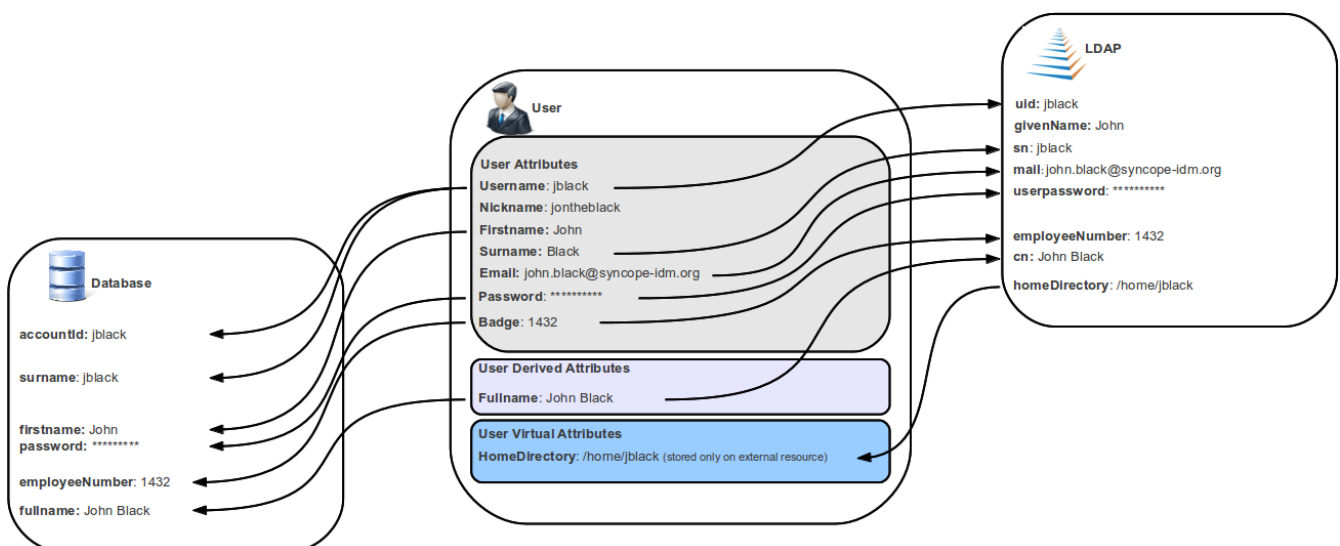 Database
accountId: jblack
surname: jblack
firstname: John
password: *********
employeeNumber: 1432
fullname: John Black
User
User Attributes
Username: jblack
Nickname: jontheblack
Firstname: John
Surname: Black
Email: john.black@syncope-idm.org
Password: **********
Badge: 1432
User Derived Attributes
Fullname: John Black
User Virtual Attributes
HomeDirectory: /home/jblack (stored only on external resource)
LDAP
uid: jblack
givenName: John
sn: jblack
mail:john.black@syncope-idm.org
userpassword: **********
employeeNumber: 1432
cn: John Black
homeDirectory: /home/jblack